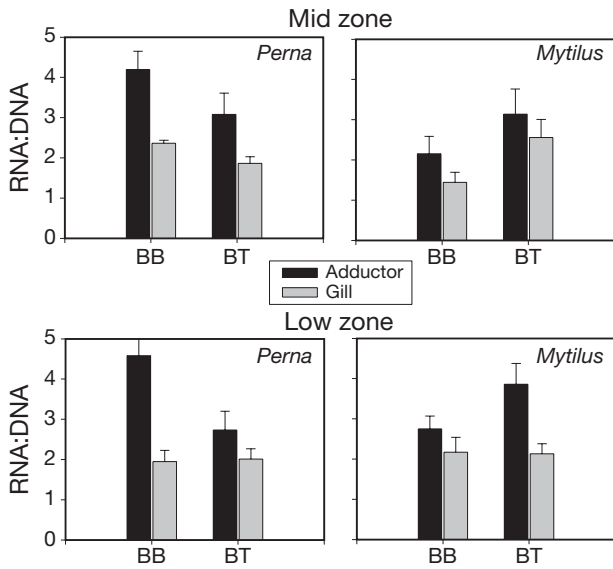 Mid zone
Perna
Mytilus
RNA:DNA
5
4
3
2
1
0
BB
BT
BB
BT
Adductor
Gill
Low zone
Perna
Mytilus
RNA:DNA
5
4
3
2
1
0
BB
BT
BB
BT